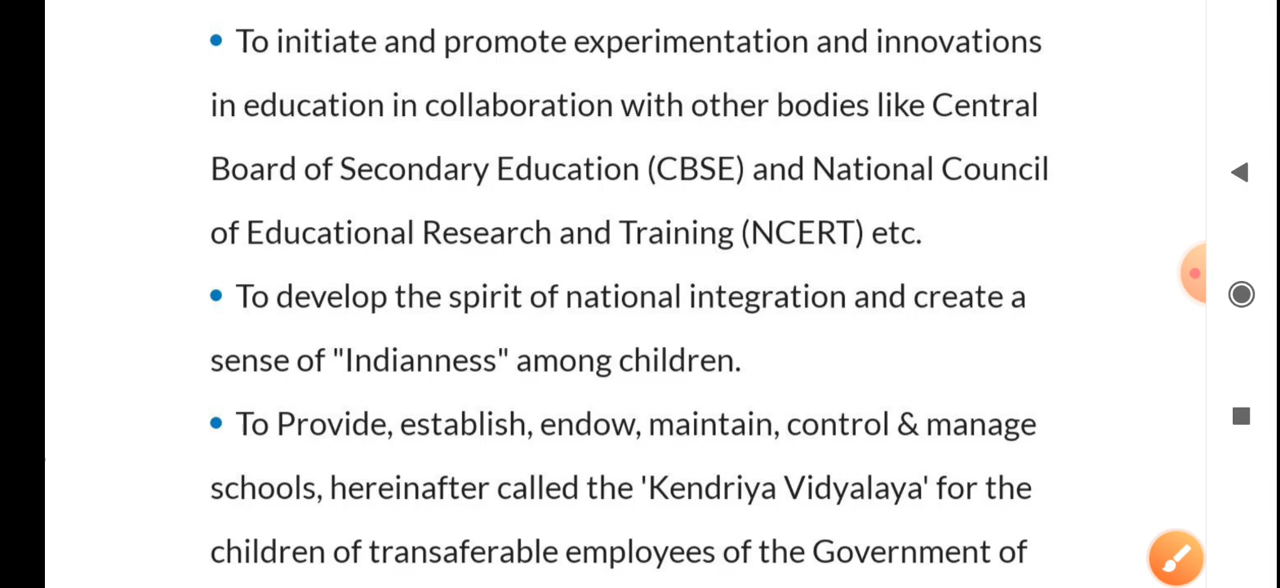 • To initiate and promote experimentation and innovations
in education in collaboration with other bodies like Central
Board of Secondary Education (CBSE) and National Council
of Educational Research and Training (NCERT) etc.
• To develop the spirit of national integration and create a
sense of "Indianness" among children.
• To Provide, establish, endow, maintain, control & manage
schools, hereinafter called the 'Kendriya Vidyalaya' for the
children of transaferable employees of the Government of